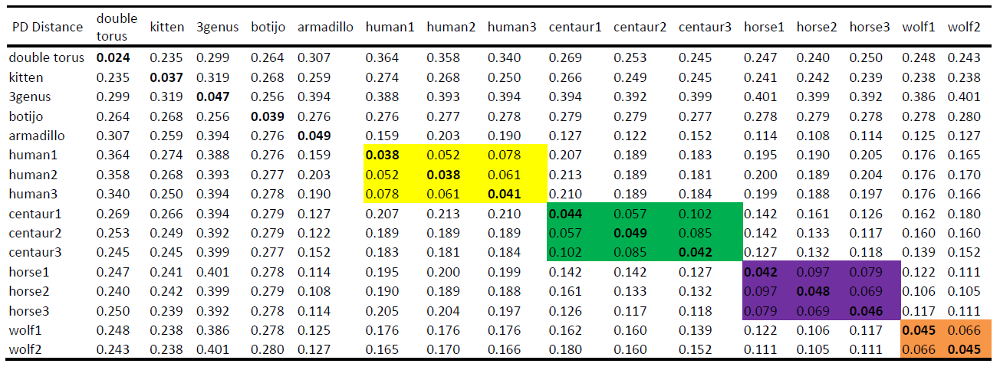 PD Distance double torus kitten 3genus botijo armadillo human1 human2 human3 centaur1 centaur2 centaur3 horse1 horse2 horse3 wolf1 wolf2
double torus 0.024 0.235 0.299 0.264 0.307 0.364 0.358 0.340 0.269 0.253 0.245 0.247 0.240 0.250 0.248 0.243
kitten 0.235 0.037 0.319 0.268 0.259 0.274 0.268 0.250 0.266 0.249 0.245 0.241 0.242 0.239 0.238 0.238
3genus 0.299 0.319 0.047 0.256 0.394 0.388 0.393 0.394 0.394 0.392 0.399 0.401 0.399 0.392 0.386 0.401
botijo 0.264 0.268 0.256 0.039 0.276 0.276 0.277 0.278 0.279 0.279 0.277 0.278 0.279 0.278 0.278 0.280
armadillo 0.307 0.259 0.394 0.276 0.049 0.159 0.203 0.190 0.127 0.122 0.152 0.114 0.108 0.114 0.125 0.127
human1 0.364 0.274 0.388 0.276 0.159 0.038 0.052 0.078 0.207 0.189 0.183 0.195 0.190 0.205 0.176 0.165
human2 0.358 0.268 0.393 0.277 0.203 0.052 0.038 0.061 0.213 0.189 0.181 0.200 0.189 0.204 0.176 0.170
human3 0.340 0.250 0.394 0.278 0.190 0.078 0.061 0.041 0.210 0.189 0.184 0.199 0.188 0.197 0.176 0.166
centaur1 0.269 0.266 0.394 0.279 0.127 0.207 0.213 0.210 0.044 0.057 0.102 0.142 0.161 0.126 0.162 0.180
centaur2 0.253 0.249 0.392 0.279 0.122 0.189 0.189 0.189 0.057 0.049 0.085 0.142 0.133 0.117 0.160 0.160
centaur3 0.245 0.245 0.399 0.277 0.152 0.183 0.181 0.184 0.102 0.085 0.042 0.127 0.132 0.118 0.139 0.152
horse1 0.247 0.241 0.401 0.278 0.114 0.195 0.200 0.199 0.142 0.142 0.127 0.042 0.097 0.079 0.122 0.111
horse2 0.240 0.242 0.399 0.279 0.108 0.190 0.189 0.188 0.161 0.133 0.132 0.097 0.048 0.069 0.106 0.105
horse3 0.250 0.239 0.392 0.278 0.114 0.205 0.204 0.197 0.126 0.117 0.118 0.079 0.069 0.046 0.117 0.111
wolf1 0.248 0.238 0.386 0.278 0.125 0.176 0.176 0.176 0.162 0.160 0.139 0.122 0.106 0.117 0.045 0.066
wolf2 0.243 0.238 0.401 0.280 0.127 0.165 0.170 0.166 0.180 0.160 0.152 0.111 0.105 0.111 0.066 0.045